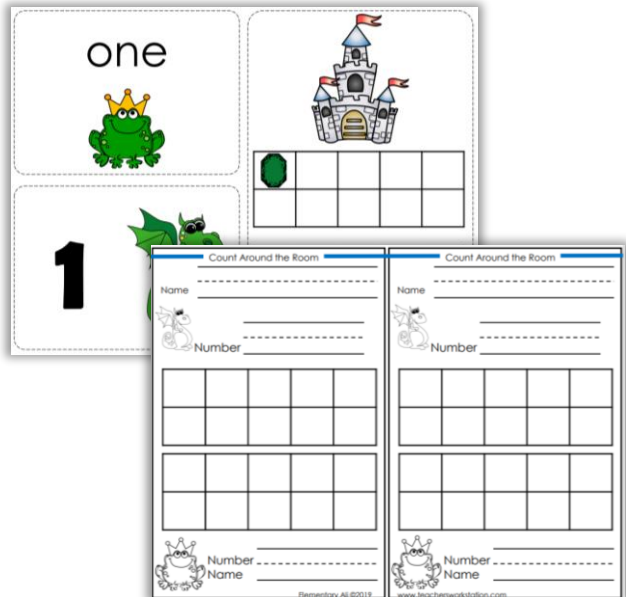 one
1
Count Around the Room
Name
Number
Number
Name
Elementary AI ©2019
Count Around the Room
Name
Number
Number
Name
www.teachersworkstation.com